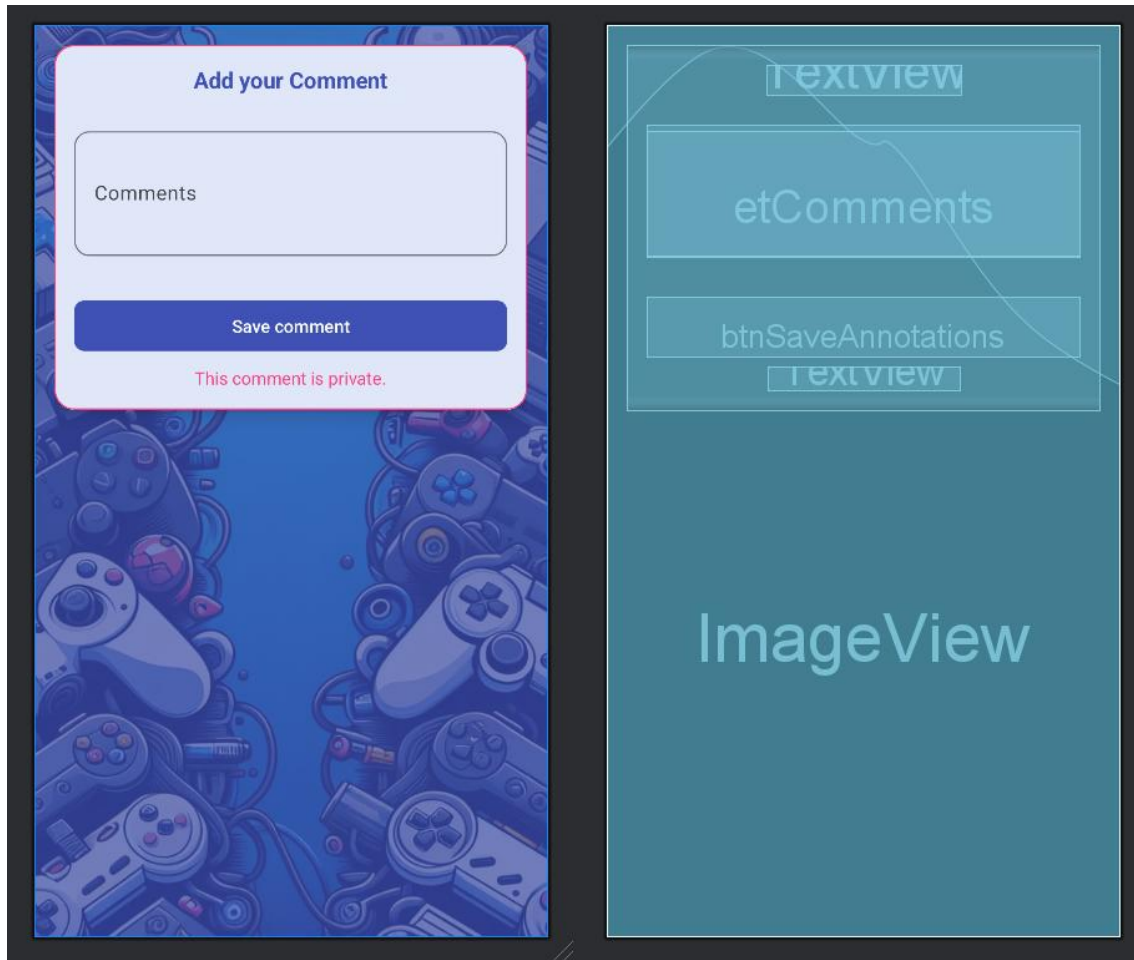 Add your Comment
Comments
Save comment
This comment is private.
TextView
etComments
btnSaveAnnotations
TextView
ImageView